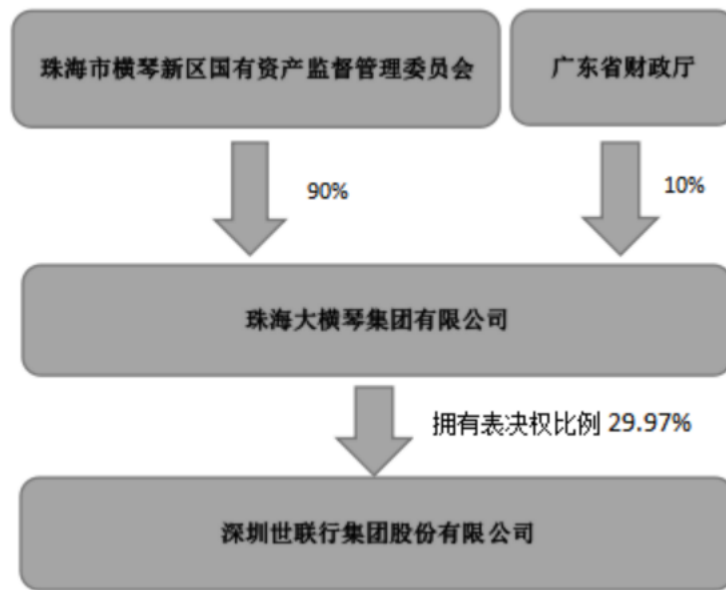 珠海市横琴新区国有资产监督管理委员会
广东省财政厅
90%
10%
珠海大横琴集团有限公司
拥有表决权比例 29.97%
深圳世联行集团股份有限公司